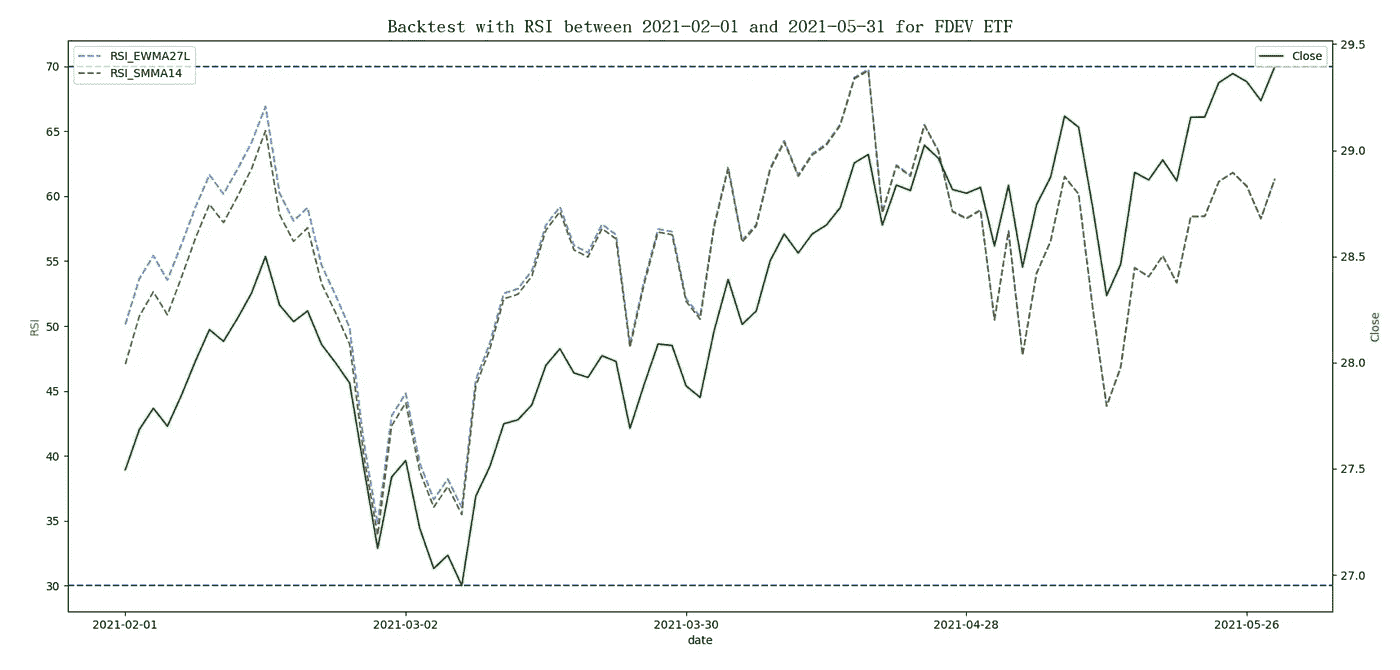 Backtest with RSI between 2021-02-01 and 2021-05-31 for FDEV ETF
RSI_EWMA27L
RSI_SMMA14
Close
70
65
60
55
50
45
40
35
30
RSI
29.5
29.0
28.5
28.0
27.5
27.0
Close
2021-02-01
2021-03-02
2021-03-30
2021-04-28
2021-05-26
date